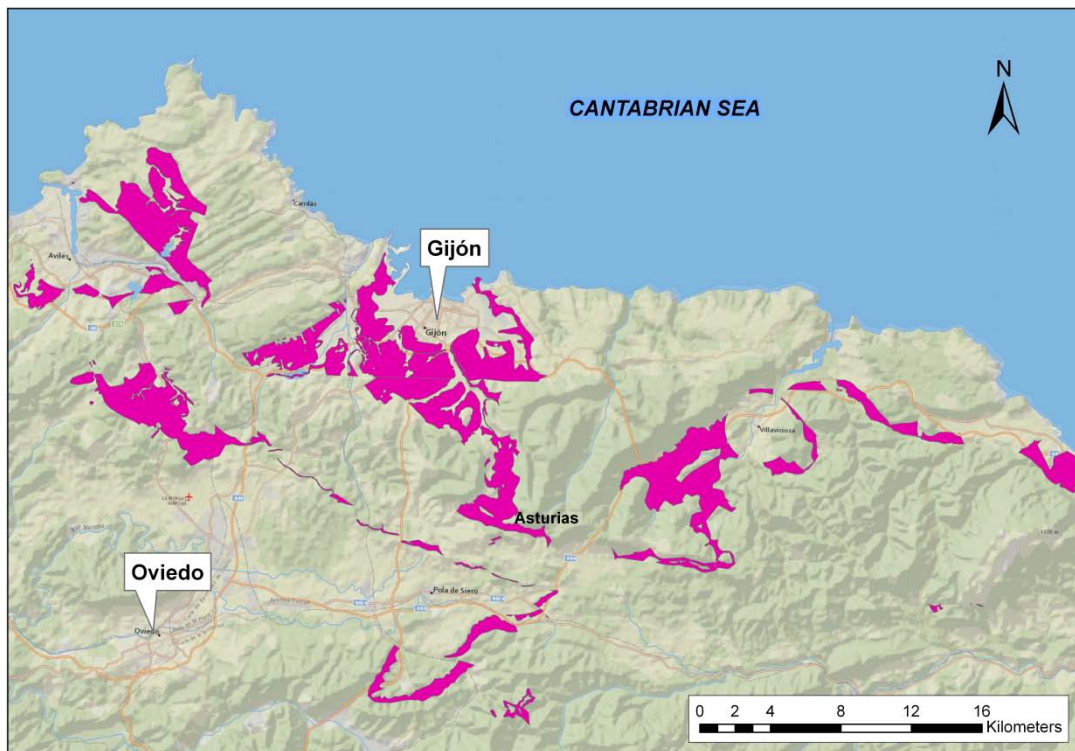 N
CANTABRIAN SEA
Candás
Gijón
Avilés
Gijón
Villaviciosa
Asturias
Oviedo
Pola de Siero
Oviedo
0 2 4 8 12 16
Kilometers